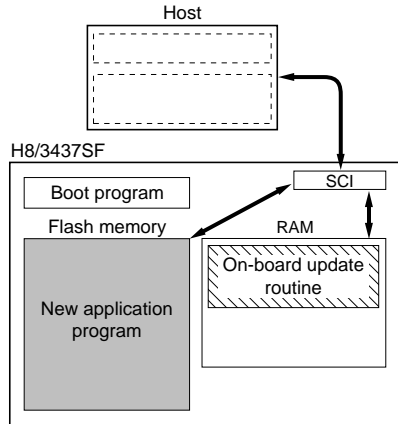 Host
H8/3437SF
SCI
Boot program
Flash memory
RAM
On-board update
routine
New application
program